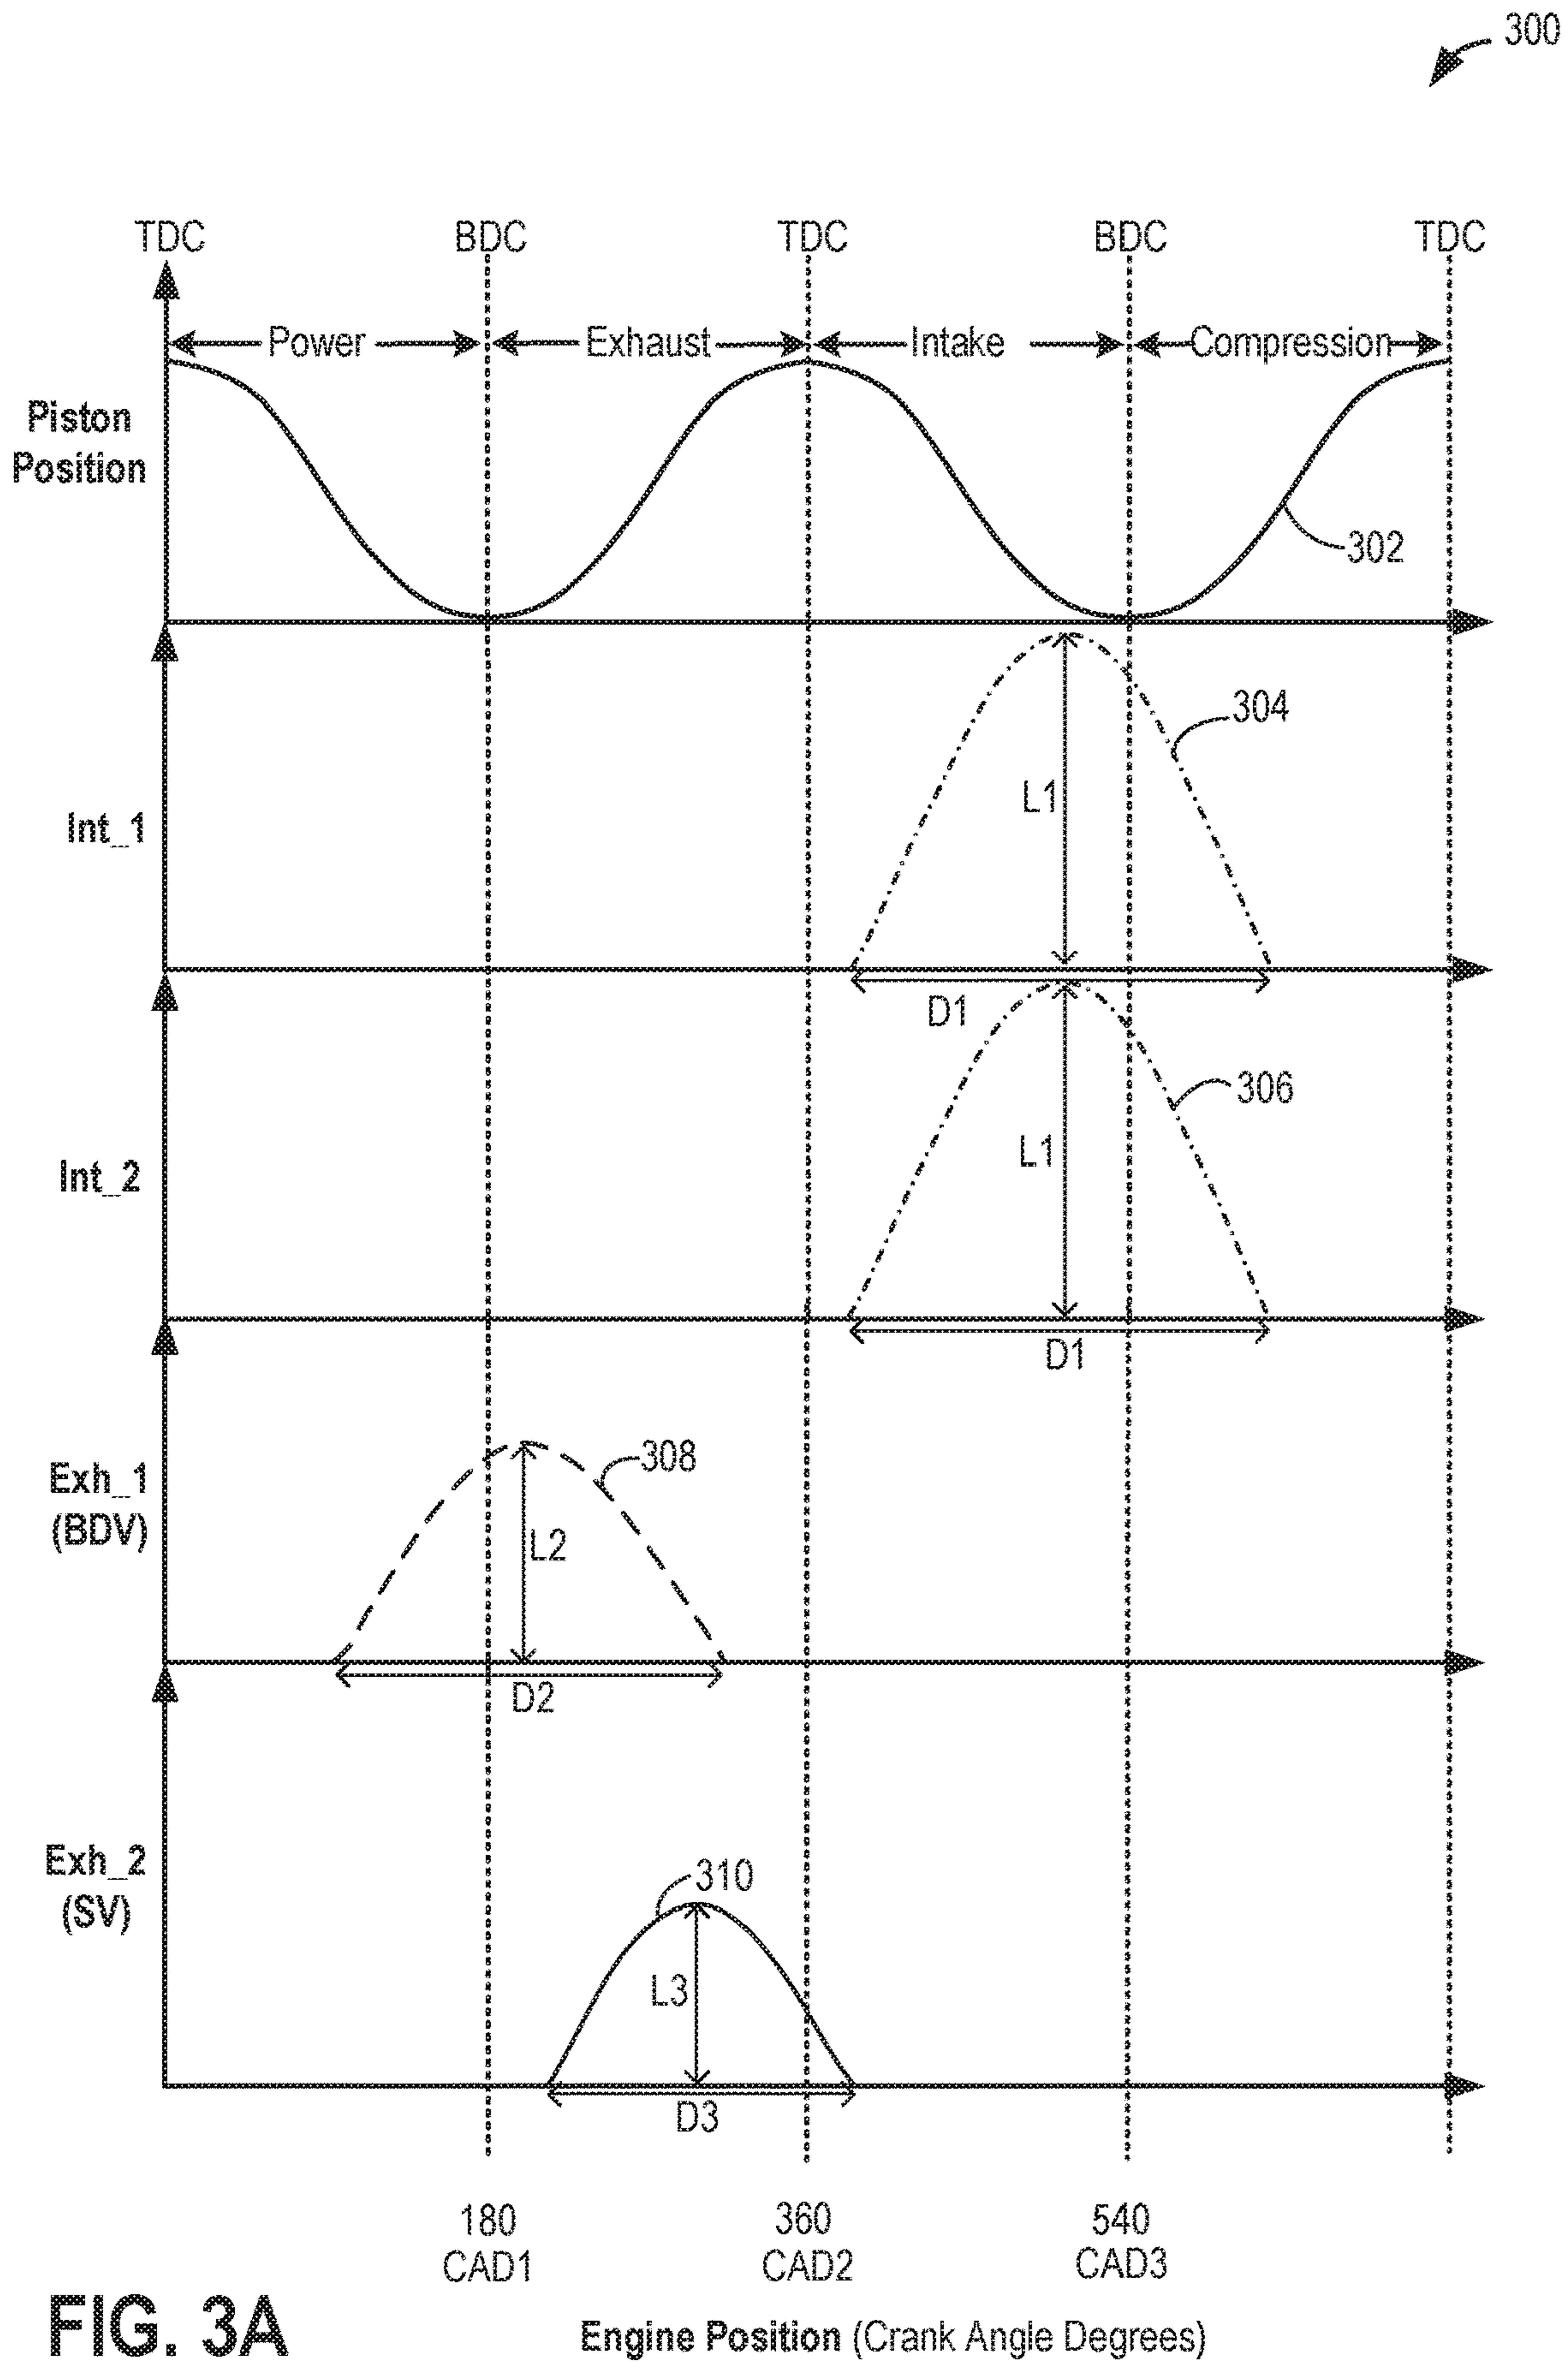 300
TDC BDC TDC BDC TDC
Power Exhaust Intake Compression
Piston
Position
302
304
L1
Int_1
D1
306
L1
Int_2
D1
308
Exh_1
(BDV)
L2
D2
Exh_2
(SV)
310
L3
D3
180 360 540
CAD1 CAD2 CAD3
FIG. 3A
Engine Position (Crank Angle Degrees)